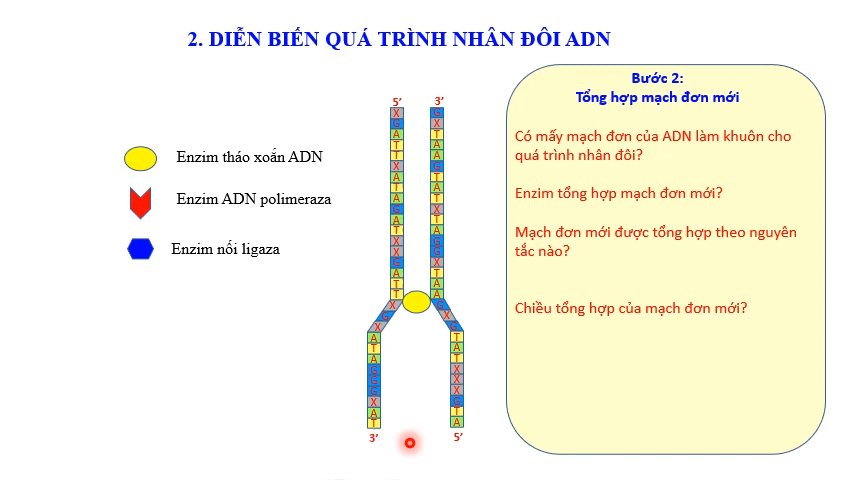 2. DIỄN BIẾN QUÁ TRÌNH NHÂN ĐÔI ADN
Enzim tháo xoắn ADN
Enzim ADN polimeraza
Enzim nối ligaza
5’
3’
X
G
A
T
T
X
A
T
A
G
A
T
X
X
G
A
T
T
X
G
X
A
T
A
G
G
G
X
A
T
3’
G
X
T
A
A
G
T
A
T
X
T
A
G
G
X
T
A
A
G
X
G
T
A
T
X
X
X
G
T
A
5’
Bước 2:
Tổng hợp mạch đơn mới
Có mấy mạch đơn của ADN làm khuôn cho
quá trình nhân đôi?
Enzim tổng hợp mạch đơn mới?
Mạch đơn mới được tổng hợp theo nguyên
tắc nào?
Chiều tổng hợp của mạch đơn mới?